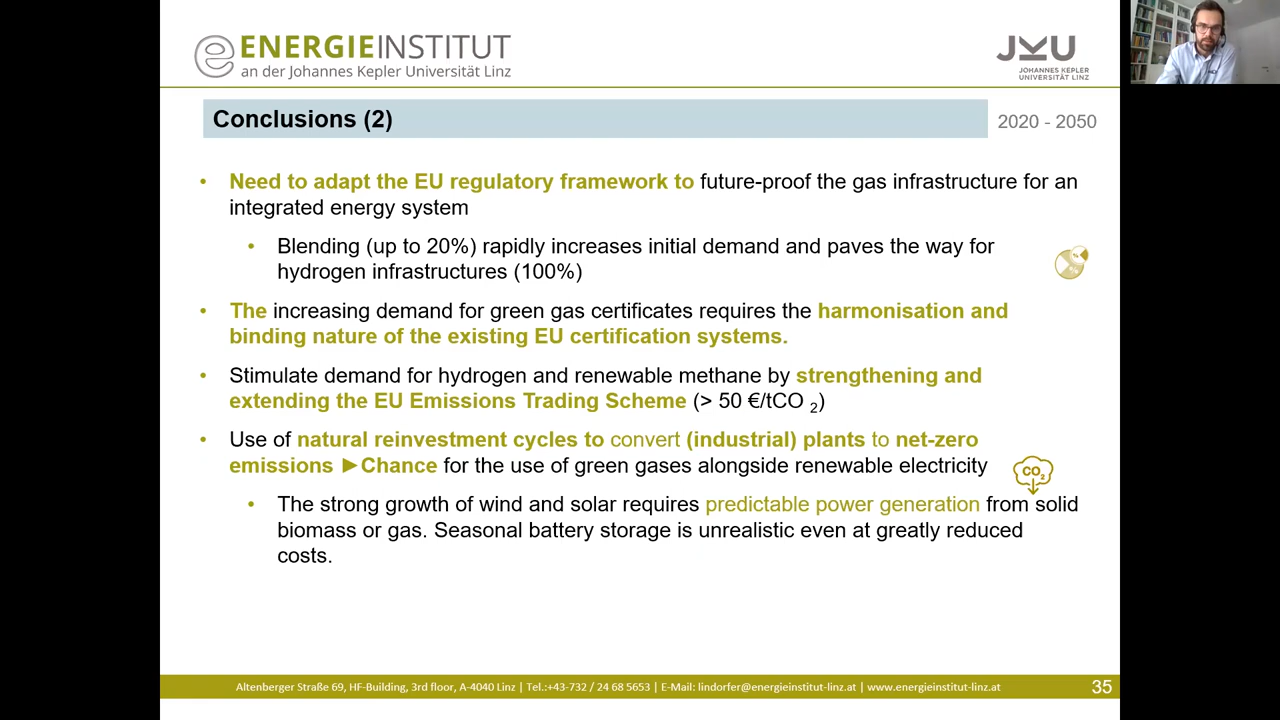 ENERGIEINSTITUT
an der Johannes Kepler Universität Linz
JKU
JOHANNES KEPLER
UNIVERSITÄT LINZ
Conclusions (2)
2020 - 2050
• Need to adapt the EU regulatory framework to future-proof the gas infrastructure for an
integrated energy system
• Blending (up to 20%) rapidly increases initial demand and paves the way for
hydrogen infrastructures (100%)
• The increasing demand for green gas certificates requires the harmonisation and
binding nature of the existing EU certification systems.
• Stimulate demand for hydrogen and renewable methane by strengthening and
extending the EU Emissions Trading Scheme (> 50 €/tCO 2)
• Use of natural reinvestment cycles to convert (industrial) plants to net-zero
emissions ►Chance for the use of green gases alongside renewable electricity
CO2
• The strong growth of wind and solar requires predictable power generation from solid
biomass or gas. Seasonal battery storage is unrealistic even at greatly reduced
costs.
Altenberger Straße 69, HF-Building, 3rd floor, A-4040 Linz | Tel.:+43-732 / 24 68 5653 | E-Mail: lindorfer@energieinstitut-linz.at | www.energieinstitut-linz.at
35